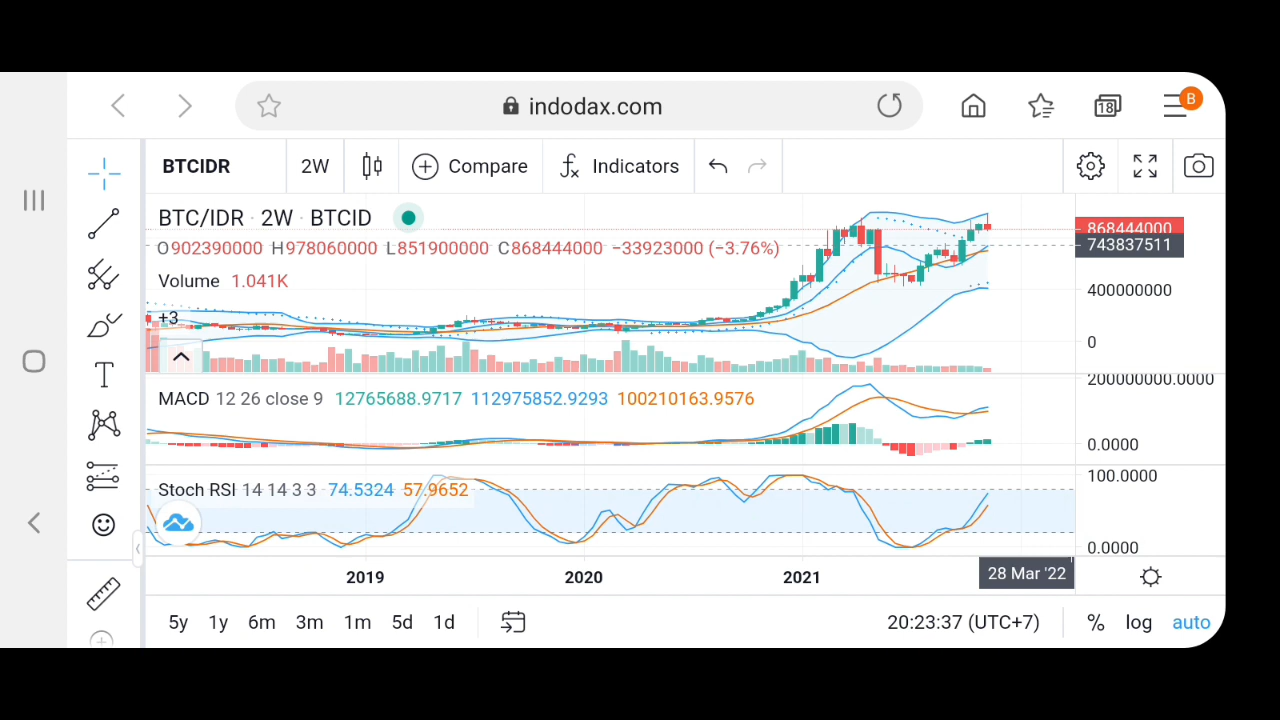 indodax.com
18
B
BTCIDR 2W Compare Indicators
BTC/IDR · 2W · BTCID
O902390000 H978060000 L851900000 C868444000 −33923000 (−3.76%)
868444000
743837511
Volume 1.041K
400000000
+3
0
200000000.0000
MACD 12 26 close 9 12765688.9717 112975852.9293 100210163.9576
0.0000
100.0000
Stoch RSI 14 14 3 3 74.5324 57.9652
0.0000
2019 2020 2021 28 Mar '22
5y 1y 6m 3m 1m 5d 1d 20:23:37 (UTC+7) % log auto